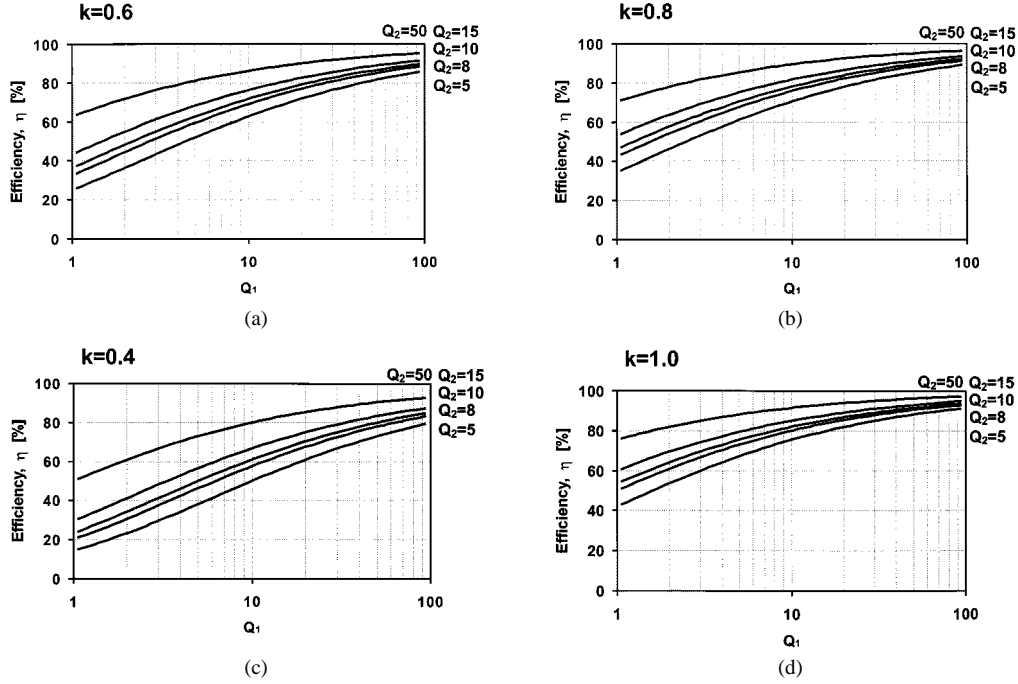 k=0.6
Q₂=50 Q₂=15
Q₂=10
Q₂=8
Q₂=5
Efficiency, η [%]
100
80
60
40
20
0
1
10
100
Q₁
(a)
k=0.8
Q₂=50 Q₂=15
Q₂=10
Q₂=8
Q₂=5
Efficiency, η [%]
100
80
60
40
20
0
1
10
100
Q₁
(b)
k=0.4
Q₂=50 Q₂=15
Q₂=10
Q₂=8
Q₂=5
Efficiency, η [%]
100
80
60
40
20
0
1
10
100
Q₁
(c)
k=1.0
Q₂=50 Q₂=15
Q₂=10
Q₂=8
Q₂=5
Efficiency, η [%]
100
80
60
40
20
0
1
10
100
Q₁
(d)